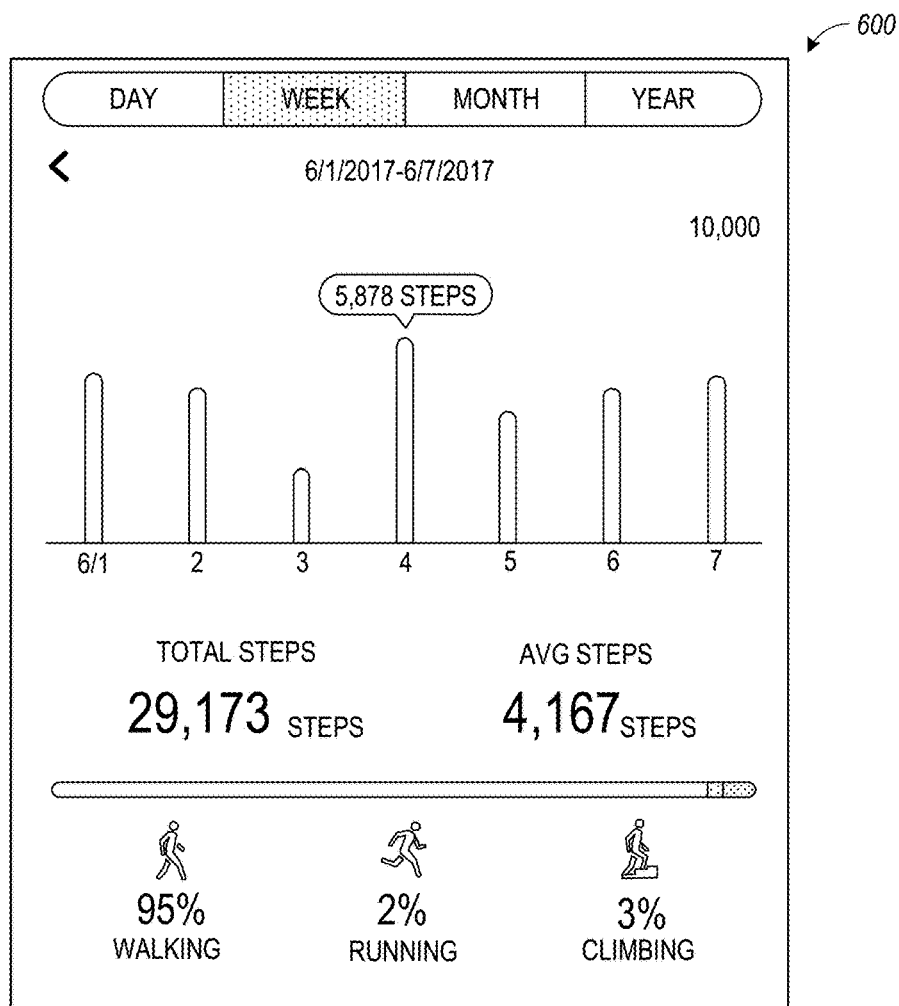 600
DAY WEEK MONTH YEAR
<
6/1/2017-6/7/2017
10,000
5,878 STEPS
6/1 2 3 4 5 6 7
TOTAL STEPS AVG STEPS
29,173 STEPS 4,167 STEPS
95% 2% 3%
WALKING RUNNING CLIMBING